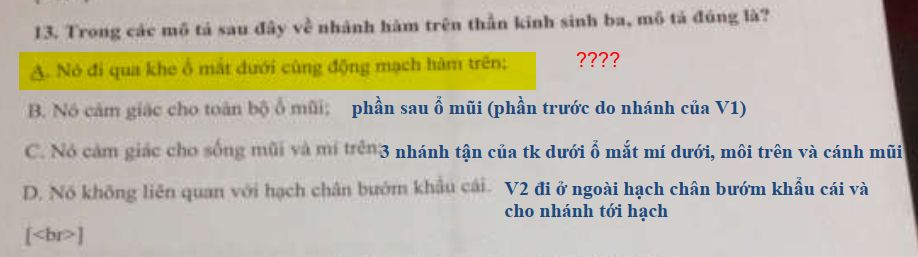 13. Trong các mô tả sau đây về nhánh hàm trên thần kinh sinh ba, mô tả đúng là?
A. Nó đi qua khe ổ mắt dưới cùng động mạch hàm trên; ????
B. Nó cảm giác cho toàn bộ ổ mũi; phần sau ổ mũi (phần trước do nhánh của V1)
C. Nó cảm giác cho sống mũi và mí trên; 3 nhánh tận của tk dưới ổ mắt mí dưới, môi trên và cánh mũi
D. Nó không liên quan với hạch chân bướm khẩu cái. V2 đi ở ngoài hạch chân bướm khẩu cái và
cho nhánh tới hạch
[<br>]